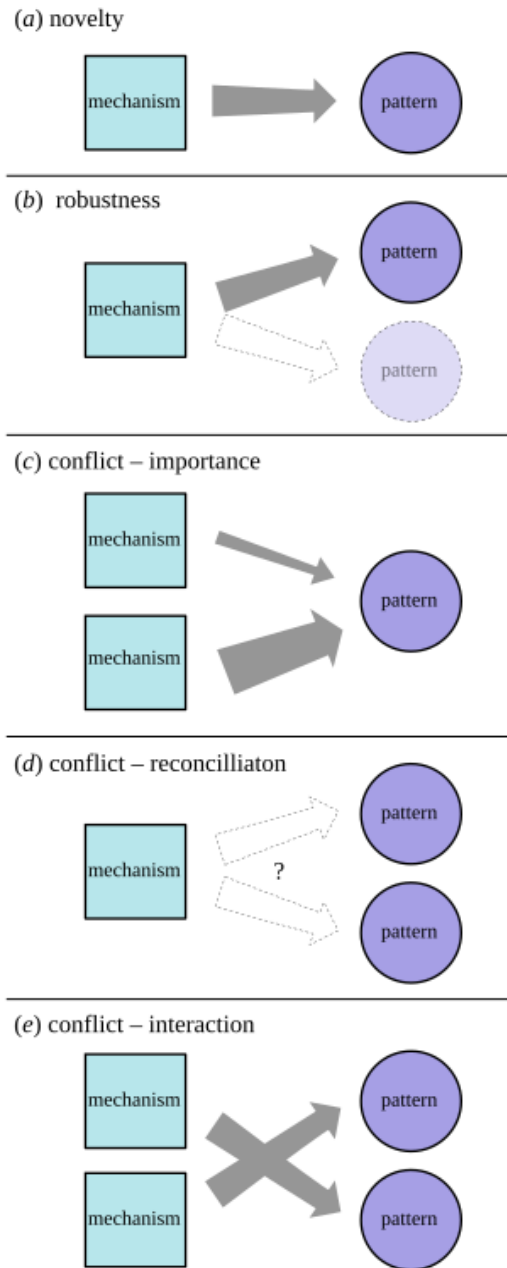 (a) novelty
mechanism
pattern
(b) robustness
pattern
mechanism
pattern
(c) conflict – importance
mechanism
pattern
mechanism
(d) conflict – reconcilliaton
pattern
mechanism
?
pattern
(e) conflict – interaction
mechanism
pattern
mechanism
pattern